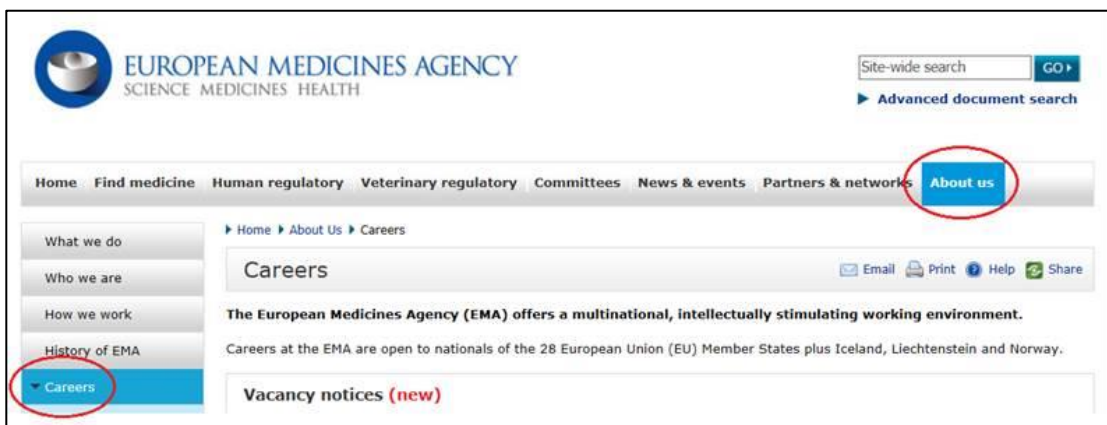 EUROPEAN MEDICINES AGENCY
SCIENCE MEDICINES HEALTH
Site-wide search GO
Advanced document search
Home Find medicine Human regulatory Veterinary regulatory Committees News & events Partners & networks About us
What we do
Who we are
How we work
History of EMA
Careers
Home About Us Careers
Careers
Email Print Help Share
The European Medicines Agency (EMA) offers a multinational, intellectually stimulating working environment.
Careers at the EMA are open to nationals of the 28 European Union (EU) Member States plus Iceland, Liechtenstein and Norway.
Vacancy notices (new)